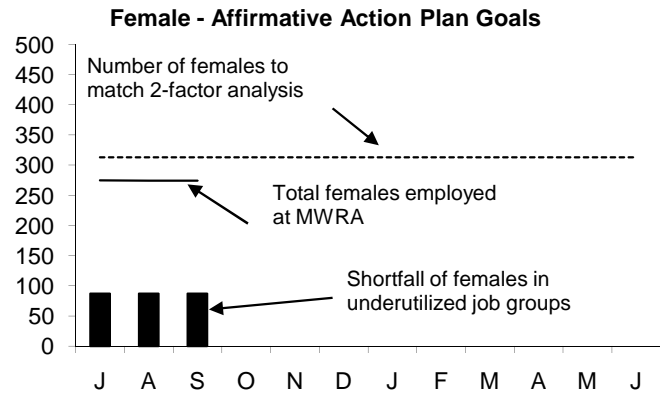 Female - Affirmative Action Plan Goals
500
450
400
350
300
250
200
150
100
50
0
Number of females to
match 2-factor analysis
Total females employed
at MWRA
Shortfall of females in
underutilized job groups
J A S O N D J F M A M J